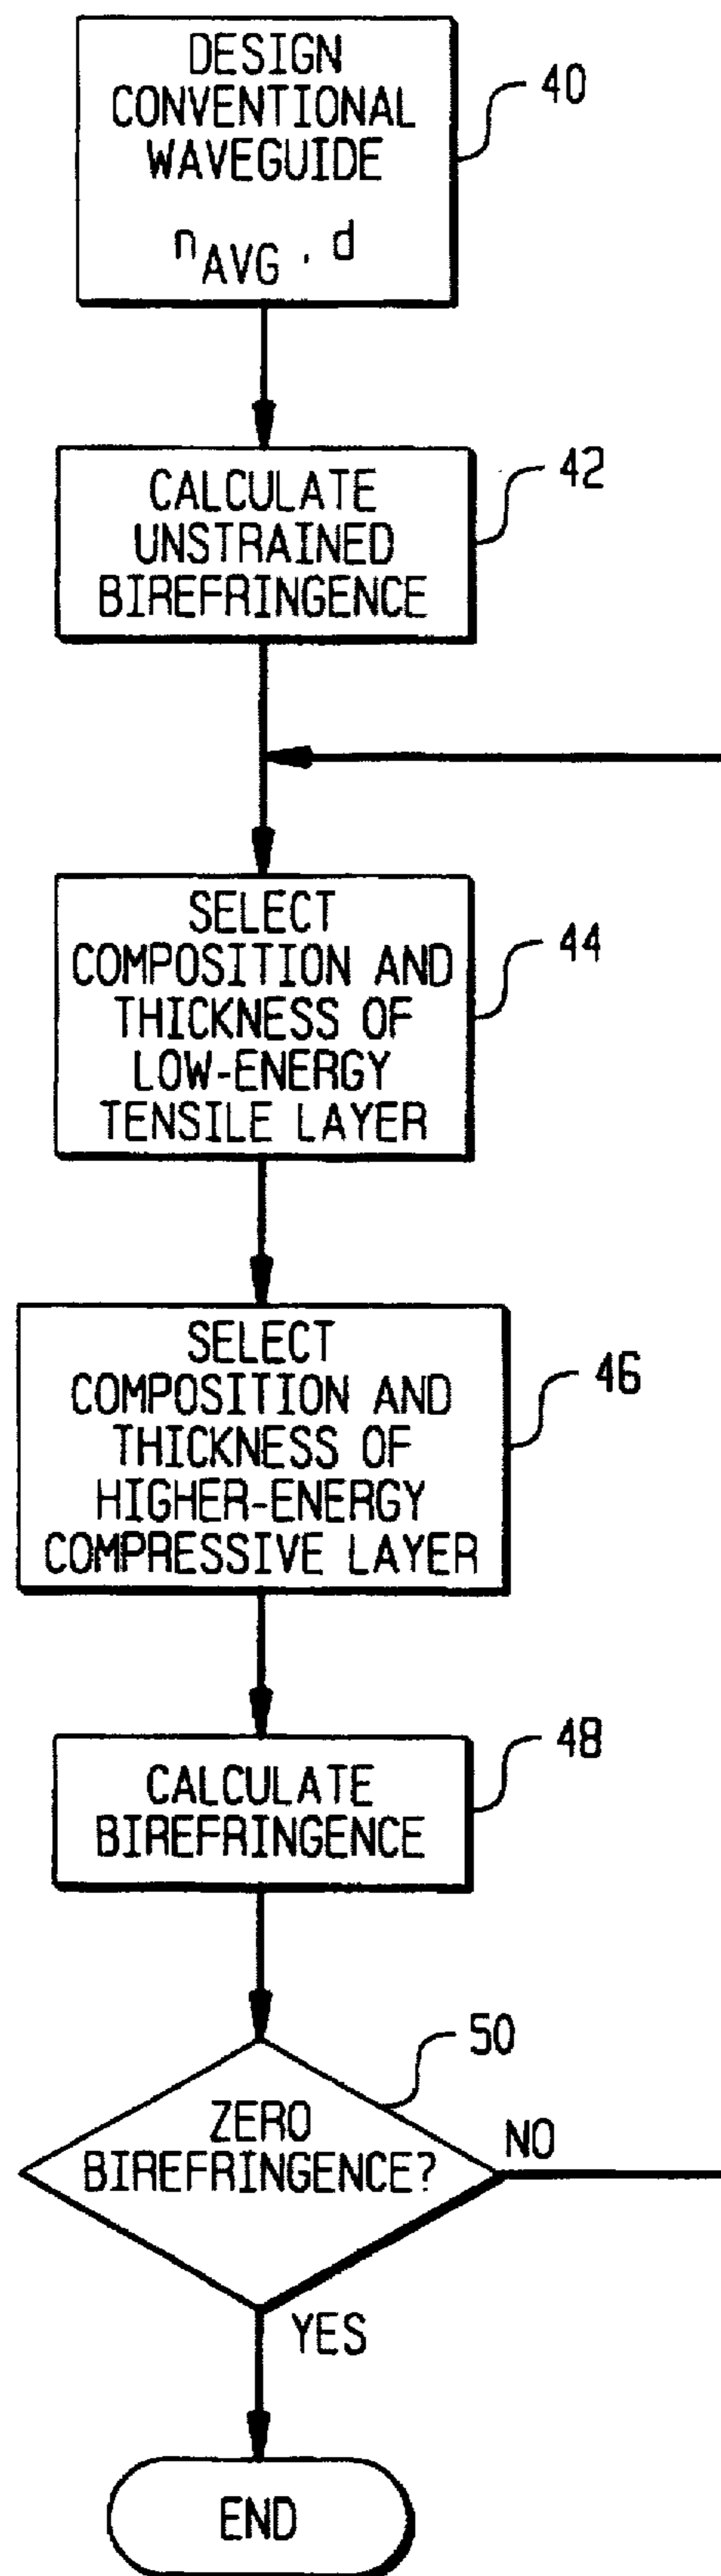 DESIGN
CONVENTIONAL
WAVEGUIDE
nAVG , d
40
CALCULATE
UNSTRAINED
BIREFRINGENCE
42
SELECT
COMPOSITION AND
THICKNESS OF
LOW-ENERGY
TENSILE LAYER
44
SELECT
COMPOSITION AND
THICKNESS OF
HIGHER-ENERGY
COMPRESSIVE LAYER
46
CALCULATE
BIREFRINGENCE
48
ZERO
BIREFRINGENCE?
50
NO
YES
END